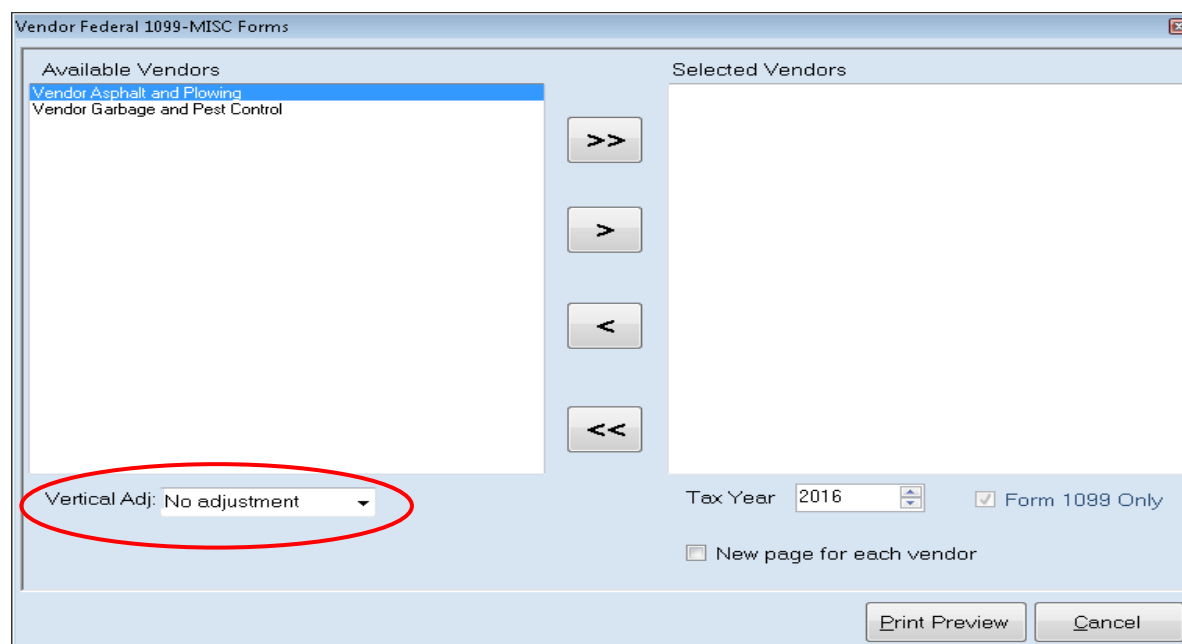 Vendor Federal 1099-MISC Forms
Available Vendors
Selected Vendors
Vendor Asphalt and Plowing
Vendor Garbage and Pest Control
>>
>
<
<<
Vertical Adj: No adjustment
Tax Year 2016
Form 1099 Only
New page for each vendor
Print Preview
Cancel